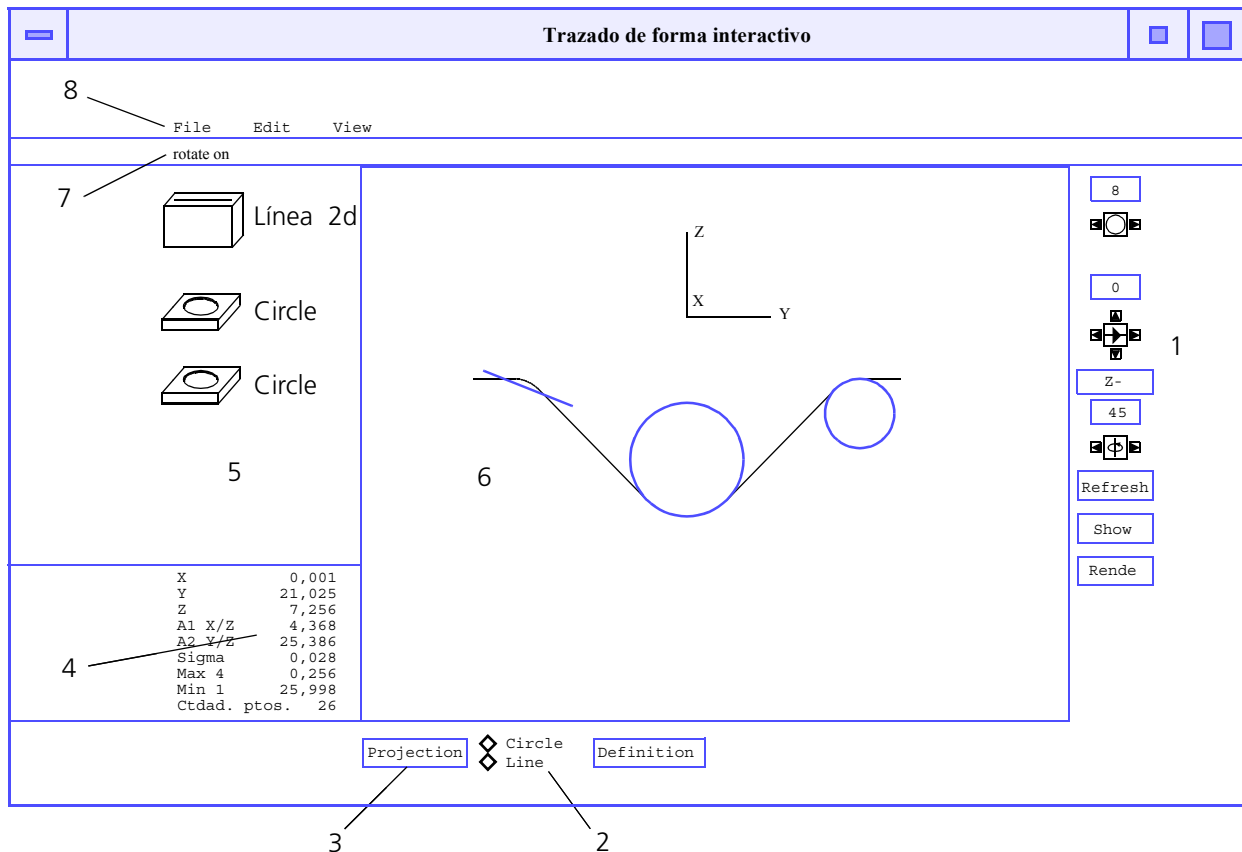 Trazado de forma interactivo
8
File Edit View
rotate on
7
Línea 2d
Circle
Circle
5
X 0,001
Y 21,025
Z 7,256
A1 X/Z 4,368
A2 Y/Z 25,386
Sigma 0,028
Max 4 0,256
Min 1 25,998
Ctdad. ptos. 26
4
Z
X
Y
6
8
0
1
Z-
45
Refresh
Show
Rende
Projection
Circle
Line
Definition
3
2